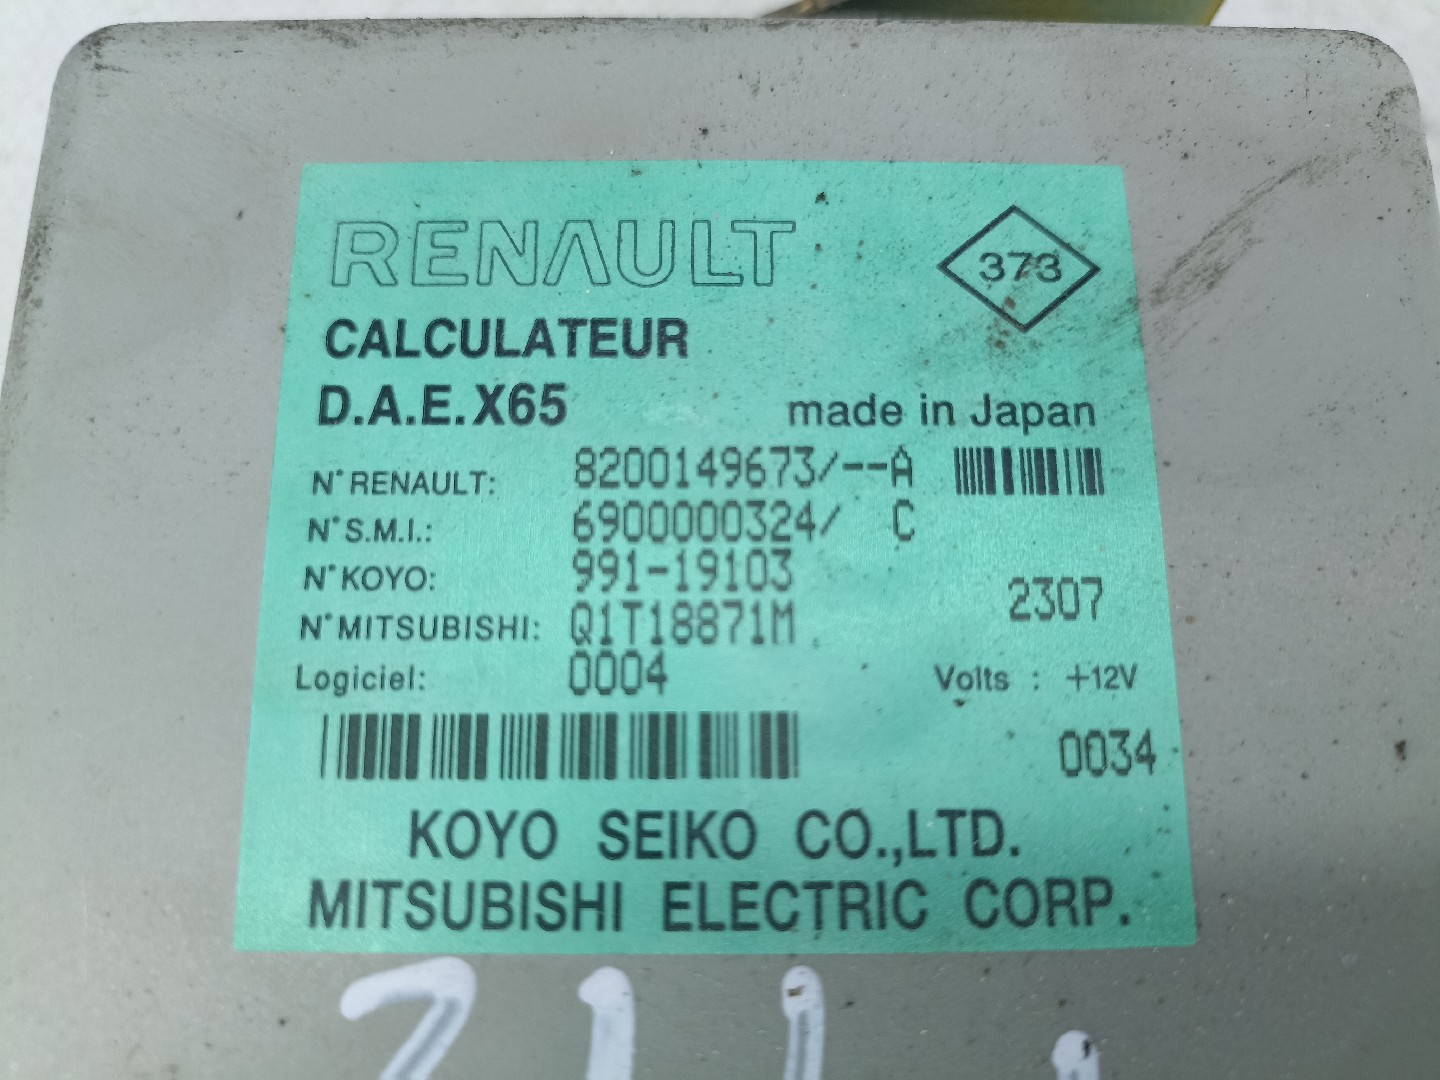 RENAULT
373
CALCULATEUR
D.A.E.X65
made in Japan
N° RENAULT: 8200149673/--A
N° S.M.I.: 6900000324/ C
N° KOYO: 991-19103
2307
N° MITSUBISHI: Q1T18871M
Logiciel: 0004
Volts : +12V
0034
KOYO SEIKO CO.,LTD.
MITSUBISHI ELECTRIC CORP.